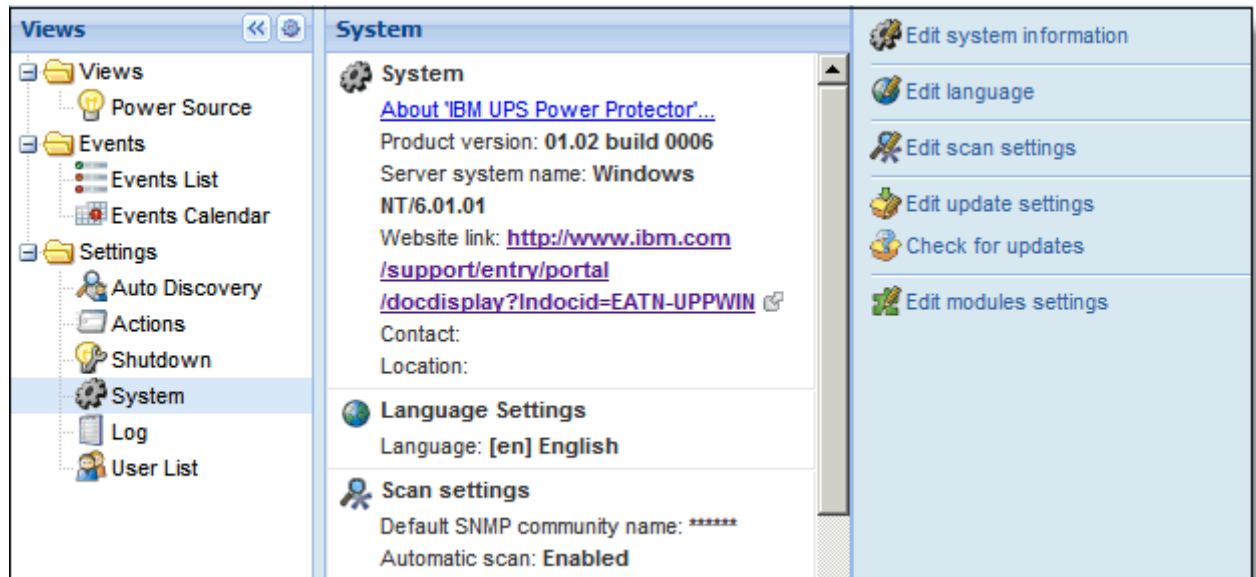 Views
Views
Power Source
Events
Events List
Events Calendar
Settings
Auto Discovery
Actions
Shutdown
System
Log
User List
System
System
About 'IBM UPS Power Protector'...
Product version: 01.02 build 0006
Server system name: Windows
NT/6.01.01
Website link: http://www.ibm.com
/support/entry/portal
/docdisplay?lndocid=EATN-UPPWIN
Contact:
Location:
Language Settings
Language: [en] English
Scan settings
Default SNMP community name: ******
Automatic scan: Enabled
Edit system information
Edit language
Edit scan settings
Edit update settings
Check for updates
Edit modules settings